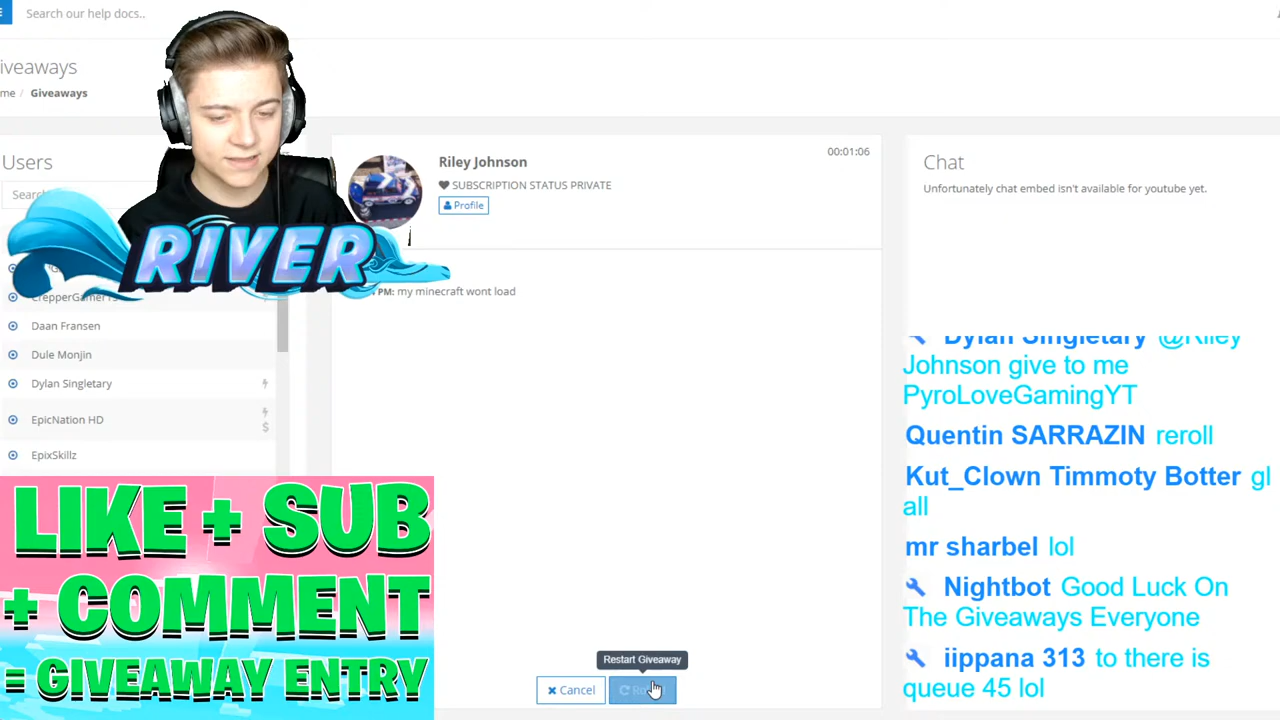 Search our help docs..
iveaways
me / Giveaways
Users
RIVER
Daan Fransen
Dule Monjin
Dylan Singletary
EpicNation HD
EpixSkillz
LIKE + SUB
+ COMMENT
= GIVEAWAY ENTRY
Riley Johnson
00:01:06
SUBSCRIPTION STATUS PRIVATE
Profile
PM: my minecraft wont load
Restart Giveaway
Cancel
Chat
Unfortunately chat embed isn't available for youtube yet.
Dylan Singletary @Riley
Johnson give to me
PyroLoveGamingYT
Quentin SARRAZIN reroll
Kut_Clown Timmoty Botter gl
all
mr sharbel lol
Nightbot Good Luck On
The Giveaways Everyone
iippana 313 to there is
queue 45 lol